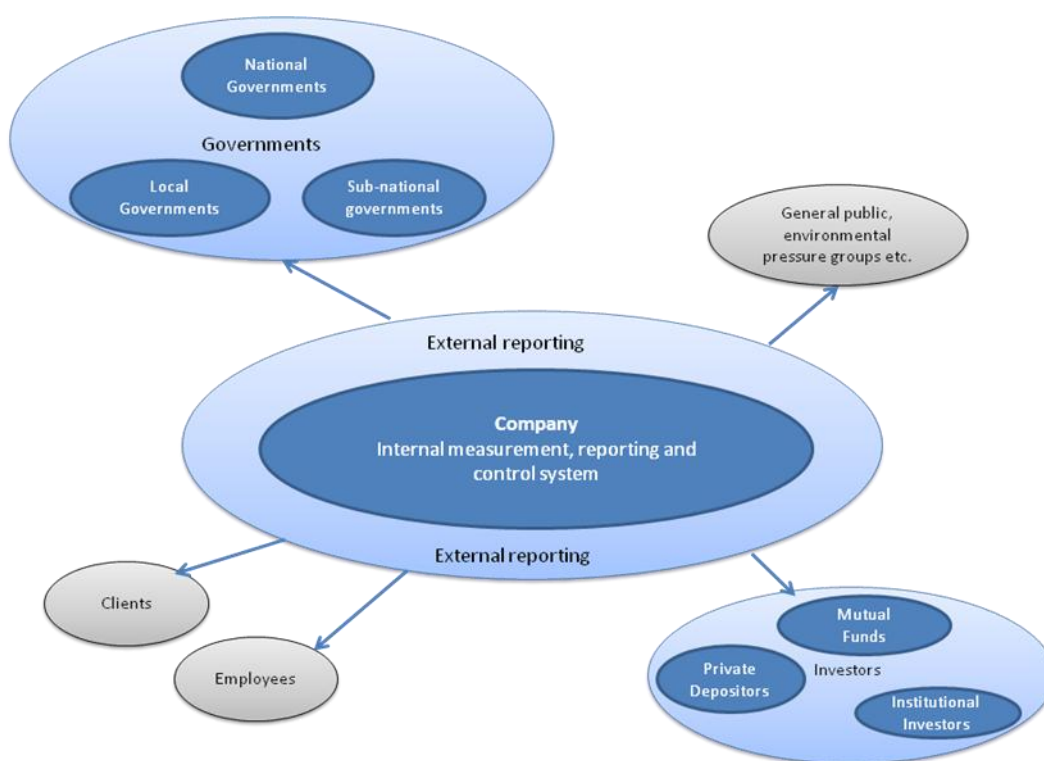 National
Governments
Governments
Local
Governments
Sub-national
governments
General public,
environmental
pressure groups etc.
External reporting
Company
Internal measurement, reporting and
control system
External reporting
Clients
Employees
Mutual
Funds
Private
Depositors
Investors
Institutional
Investors